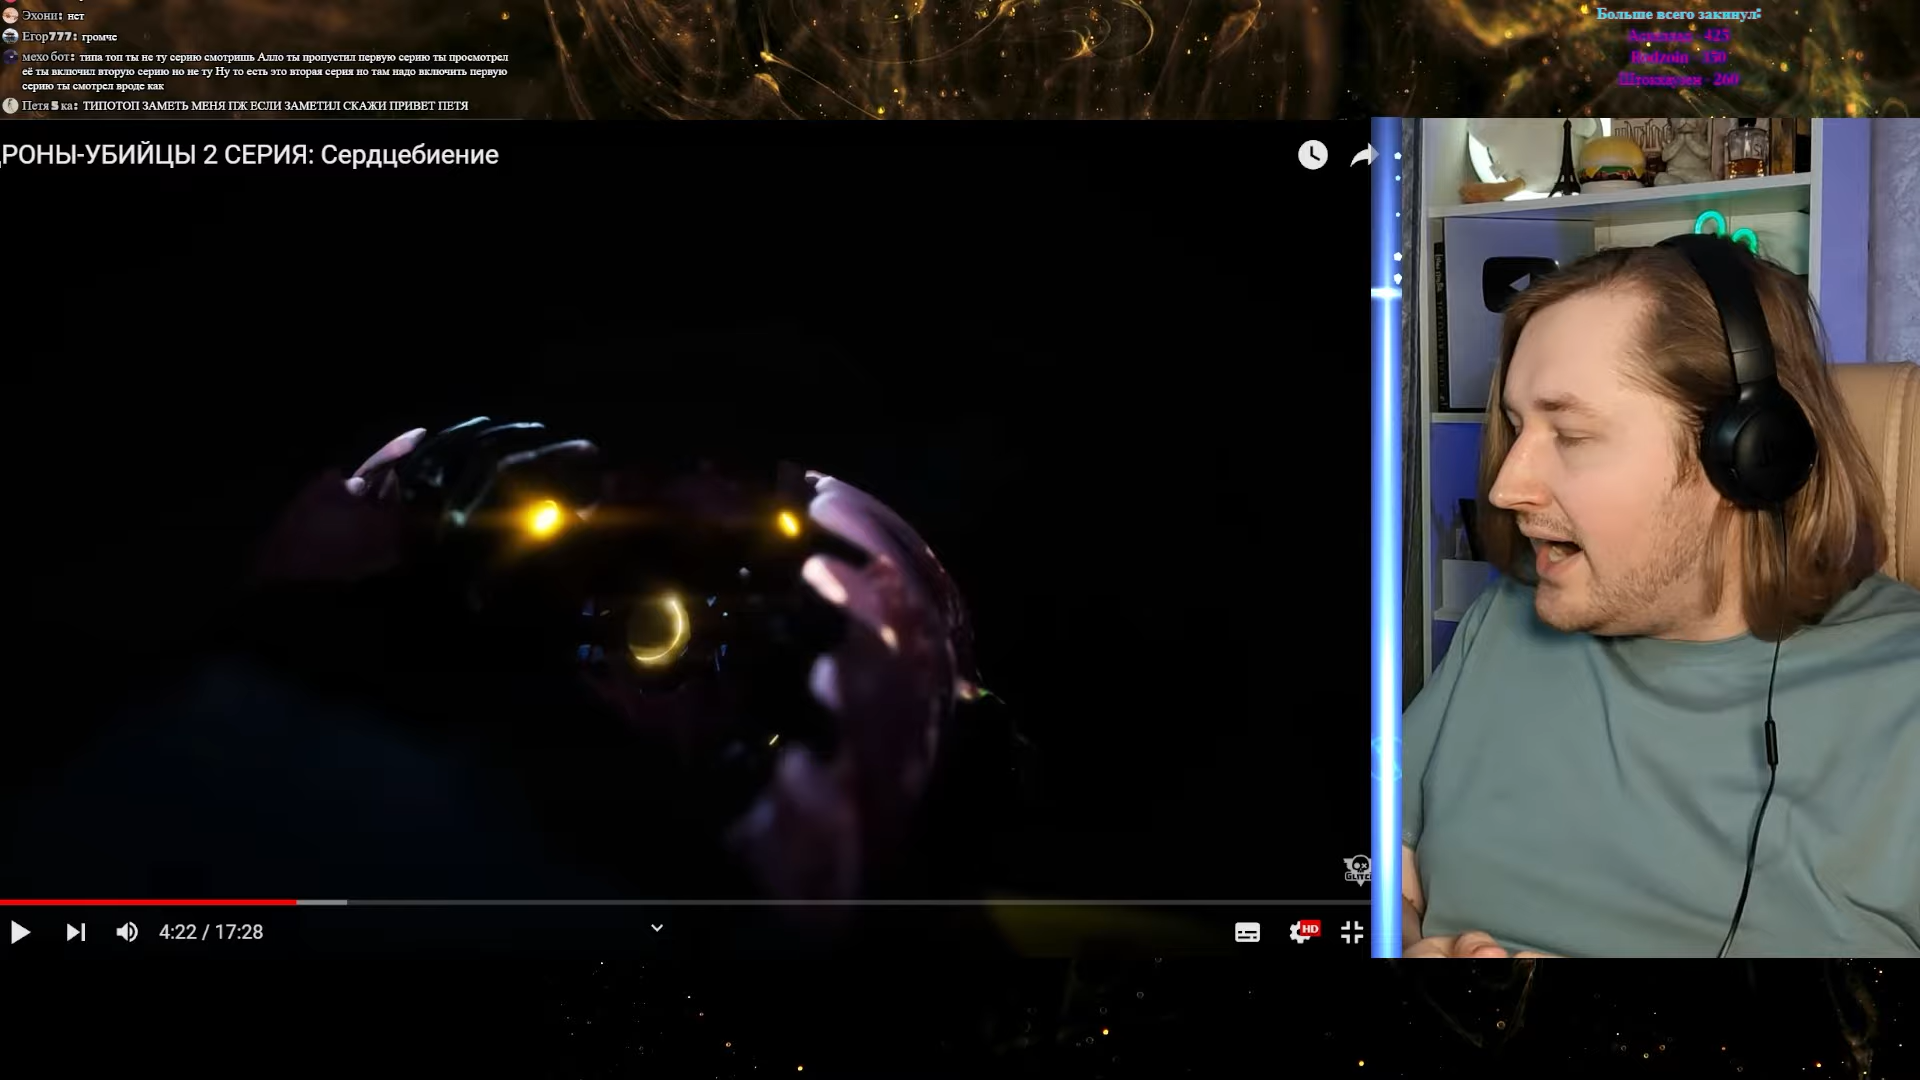 Эхони: нет
Егор777: громче
мехо бот: типа топ ты не ту серию смотришь Алло ты пропустил первую серию ты просмотрел
её ты включил вторую серию но не ту Ну то есть это вторая серия но там надо включить первую
серию ты смотрел вроде как
Петя5ка: ТИПОТОП ЗАМЕТЬ МЕНЯ ПЖ ЕСЛИ ЗАМЕТИЛ СКАЖИ ПРИВЕТ ПЕТЯ
Больше всего закинул:
- 425
- 260
РОНЫ-УБИЙЦЫ 2 СЕРИЯ: Сердцебиение
4:22 / 17:28
HD